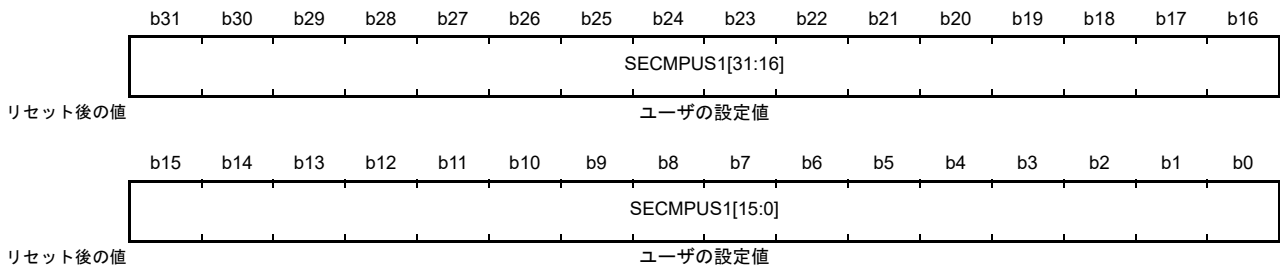 b31 b30 b29 b28 b27 b26 b25 b24 b23 b22 b21 b20 b19 b18 b17 b16
SECMPUS1[31:16]
リセット後の値 ユーザの設定値
b15 b14 b13 b12 b11 b10 b9 b8 b7 b6 b5 b4 b3 b2 b1 b0
SECMPUS1[15:0]
リセット後の値 ユーザの設定値